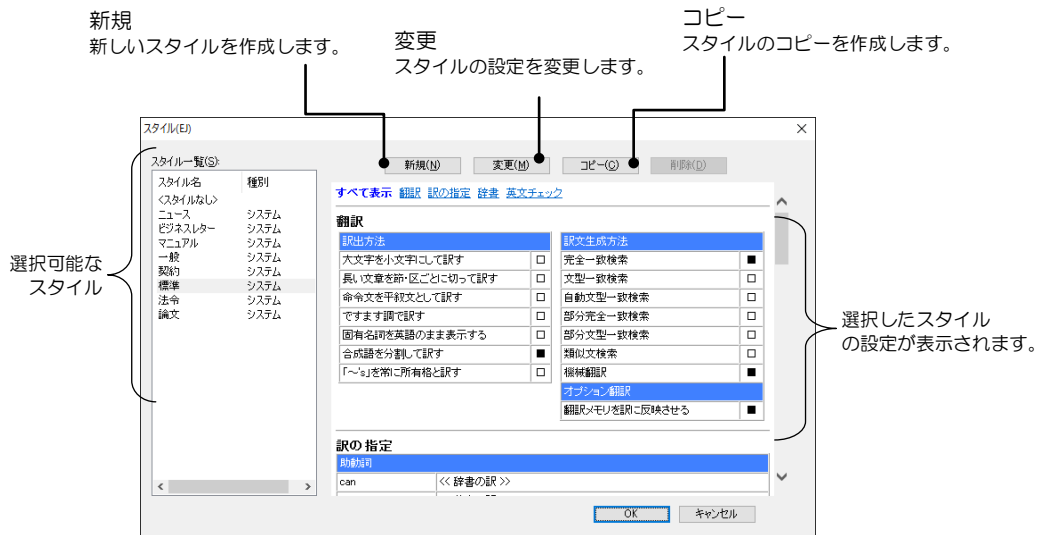 新規
新しいスタイルを作成します。
変更
スタイルの設定を変更します。
コピー
スタイルのコピーを作成します。
スタイル(EJ)
スタイル一覧(S):
新規(N)
変更(M)
コピー(C)
削除(D)
スタイル名 種別
<スタイルなし>
ニュース システム
ビジネスレター システム
マニュアル システム
一般 システム
契約 システム
標準 システム
法令 システム
論文 システム
選択可能な
スタイル
すべて表示 翻訳 訳の指定 辞書 英文チェック
翻訳
訳出方法
大文字を小文字にして訳す □
長い文章を節・区ごとに切って訳す □
命令文を平叙文として訳す □
ですます調で訳す □
固有名詞を英語のまま表示する □
合成語を分割して訳す ■
「~'s」を常に所有格と訳す □
訳文生成方法
完全一致検索 ■
文型一致検索 □
自動文型一致検索 □
部分完全一致検索 □
部分文型一致検索 □
類似文検索 □
機械翻訳 ■
オプション翻訳
翻訳メモリを訳に反映させる ■
訳の指定
助動詞
can << 辞書の訳 >>
選択したスタイル
の設定が表示されます。
OK
キャンセル